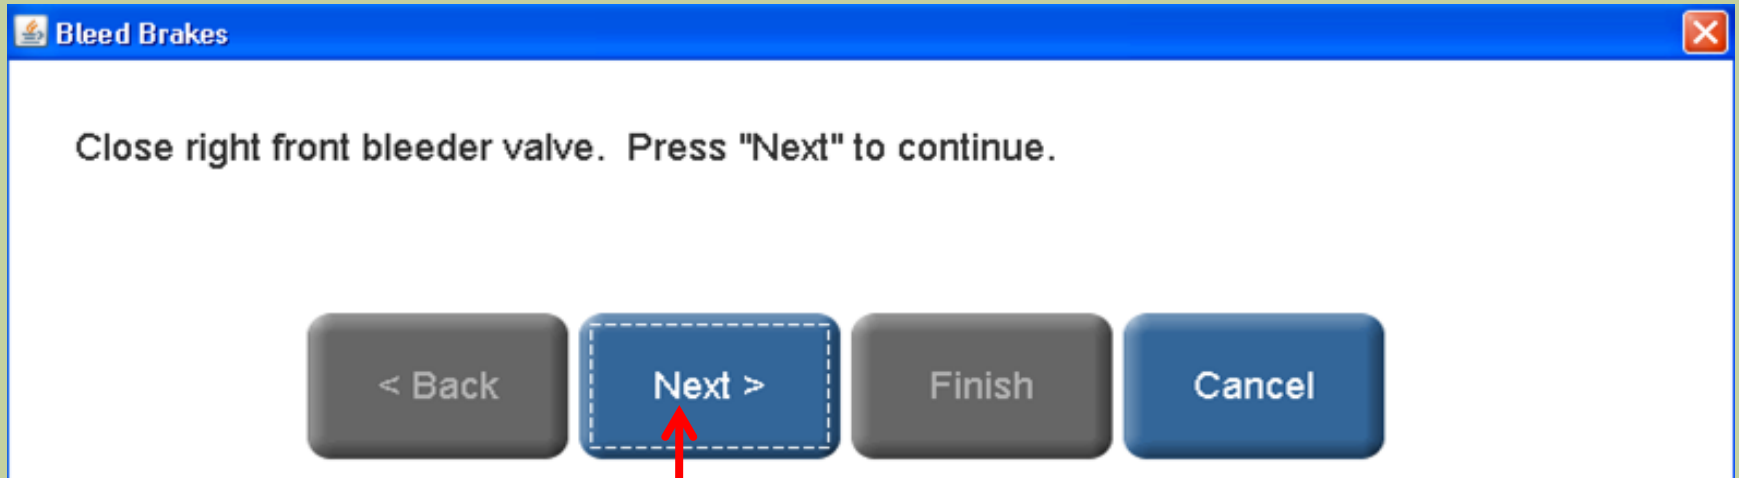 Bleed Brakes
Close right front bleeder valve.  Press "Next" to continue.
< Back
Next >
Finish
Cancel